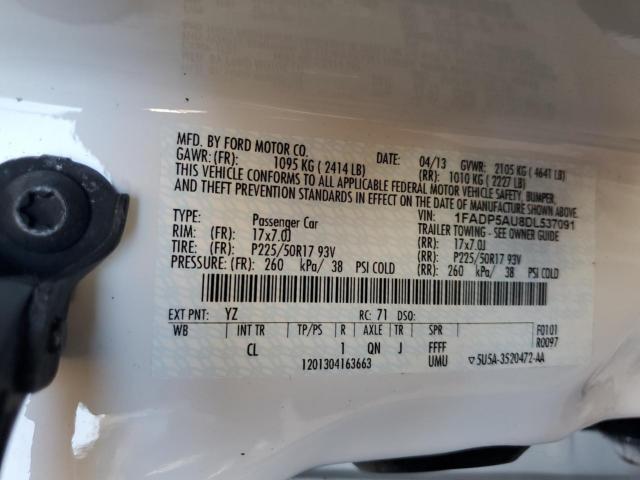 MFD. BY FORD MOTOR CO.
DATE: 04/13 GVWR: 2105 KG ( 4641 LB)
GAWR: (FR): 1095 KG ( 2414 LB) (RR): 1010 KG ( 2227 LB)
THIS VEHICLE CONFORMS TO ALL APPLICABLE FEDERAL MOTOR VEHICLE SAFETY, BUMPER,
AND THEFT PREVENTION STANDARDS IN EFFECT ON THE DATE OF MANUFACTURE SHOWN ABOVE.
VIN: 1FADP5AU8DL537091
TYPE: Passenger Car TRAILER TOWING - SEE OWNER GUIDE
RIM: (FR): 17x7.0J (RR): 17x7.0J
TIRE: (FR): P225/50R17 93V (RR): P225/50R17 93V
PRESSURE: (FR): 260 kPa/ 38 PSI COLD (RR): 260 kPa/ 38 PSI COLD
EXT PNT: YZ RC: 71 DSO:
WB INT TR TP/PS R AXLE TR SPR F0101
R0097
CL 1 QN J FFFF
1201304163663 UMU ▽5U5A-3520472-AA